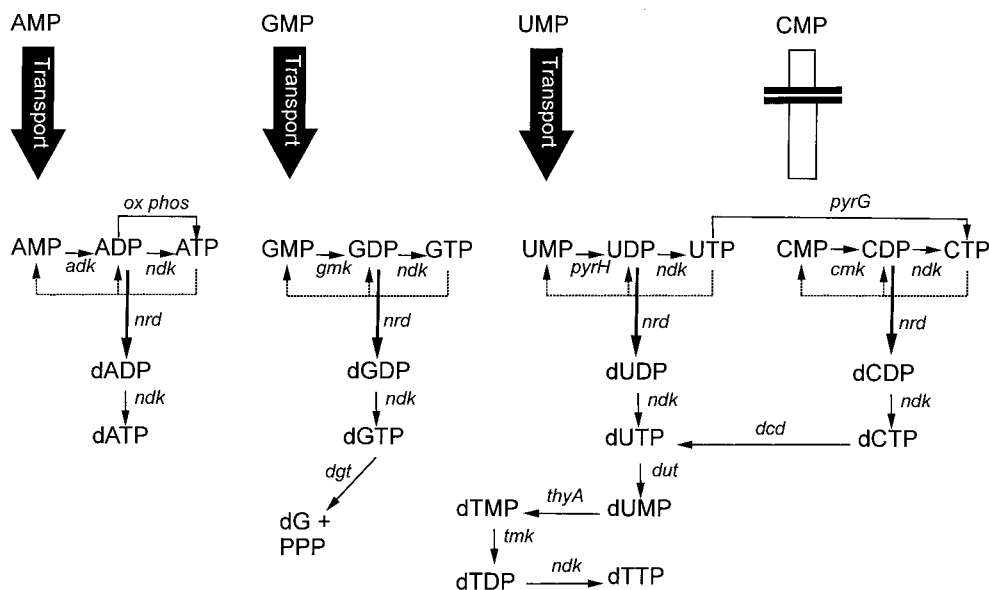 AMP GMP UMP CMP
Transport Transport Transport
ox phos pyrG
AMP ADP ATP GMP GDP GTP UMP UDP UTP CMP CDP CTP
adk ndk gmk ndk pyrH ndk cmk ndk
nrd nrd nrd nrd
dADP dGDP dUDP dCDP
ndk ndk ndk ndk
dATP dGTP dUTP dcd dCTP
dgt dut
dG + dTMP thyA dUMP
PPP tmk
dTDP ndk dTTP